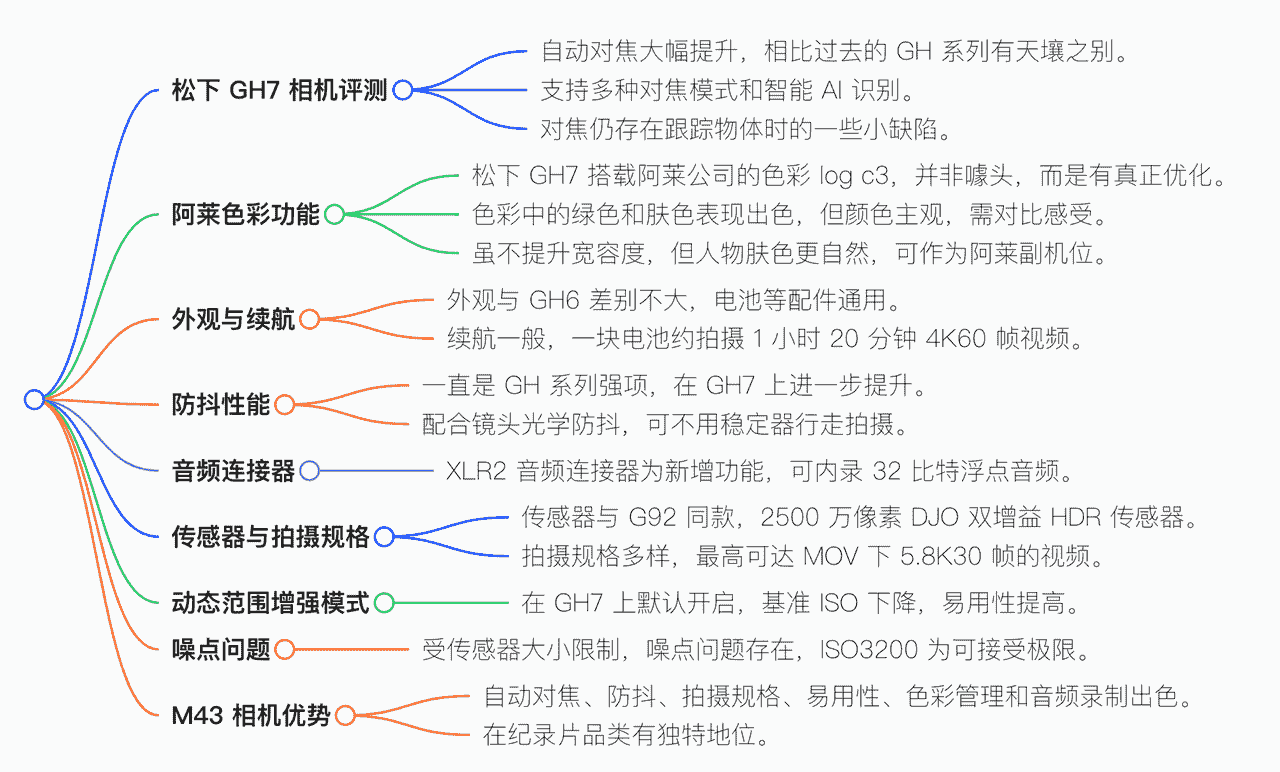 松下 GH7 相机评测
自动对焦大幅提升，相比过去的 GH 系列有天壤之别。
支持多种对焦模式和智能 AI 识别。
对焦仍存在跟踪物体时的一些小缺陷。
阿莱色彩功能
松下 GH7 搭载阿莱公司的色彩 log c3，并非噱头，而是有真正优化。
色彩中的绿色和肤色表现出色，但颜色主观，需对比感受。
虽不提升宽容度，但人物肤色更自然，可作为阿莱副机位。
外观与续航
外观与 GH6 差别不大，电池等配件通用。
续航一般，一块电池约拍摄 1 小时 20 分钟 4K60 帧视频。
防抖性能
一直是 GH 系列强项，在 GH7 上进一步提升。
配合镜头光学防抖，可不用稳定器行走拍摄。
音频连接器
XLR2 音频连接器为新增功能，可内录 32 比特浮点音频。
传感器与拍摄规格
传感器与 G92 同款，2500 万像素 DJO 双增益 HDR 传感器。
拍摄规格多样，最高可达 MOV 下 5.8K30 帧的视频。
动态范围增强模式
在 GH7 上默认开启，基准 ISO 下降，易用性提高。
噪点问题
受传感器大小限制，噪点问题存在，ISO3200 为可接受极限。
M43 相机优势
自动对焦、防抖、拍摄规格、易用性、色彩管理和音频录制出色。
在纪录片品类有独特地位。